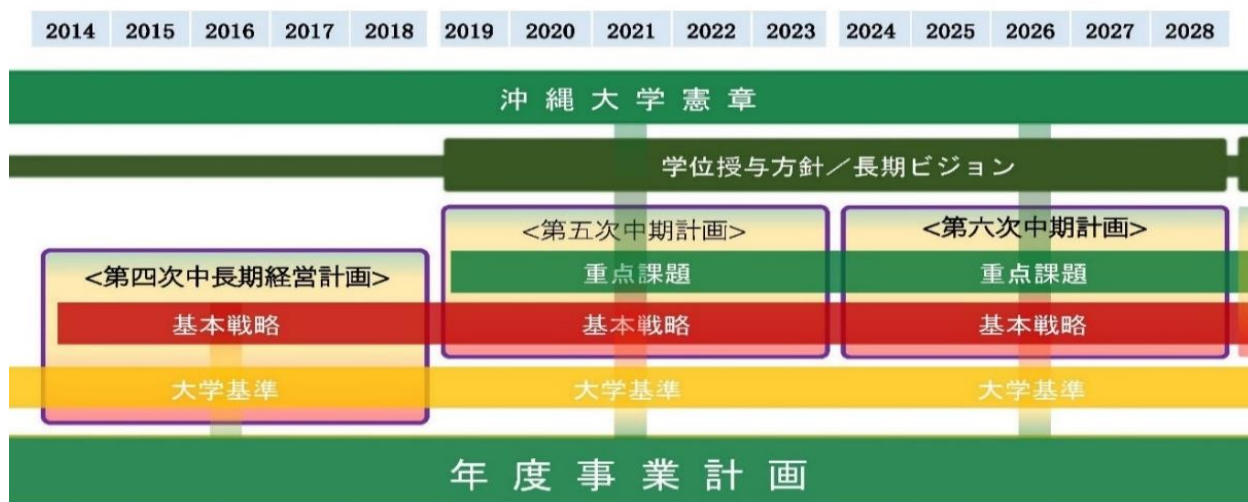 2014 2015 2016 2017 2018 2019 2020 2021 2022 2023 2024 2025 2026 2027 2028
沖縄大学憲章
学位授与方針／長期ビジョン
<第五次中期計画> <第六次中期計画>
<第四次中長期経営計画> 重点課題 重点課題
基本戦略 基本戦略 基本戦略
大学基準 大学基準 大学基準
年度事業計画